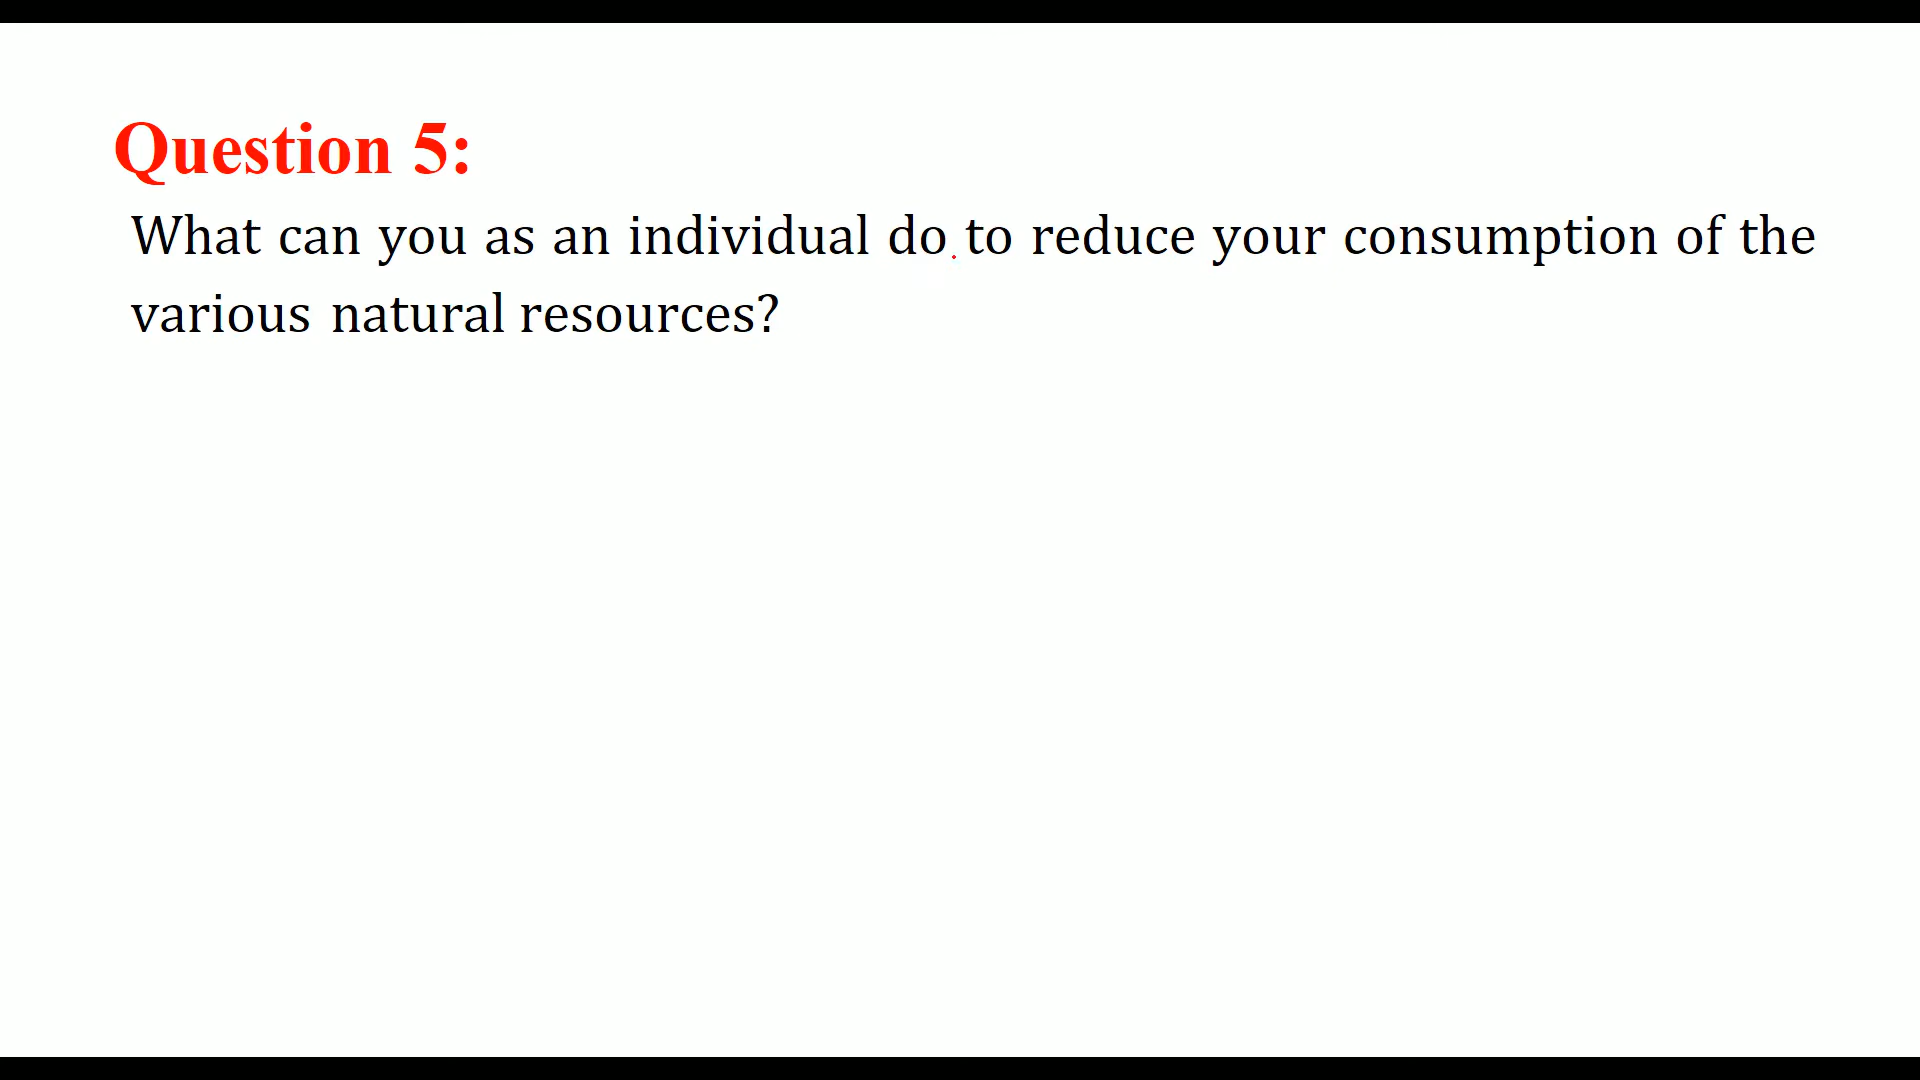 Question 5:
What can you as an individual do to reduce your consumption of the
various natural resources?